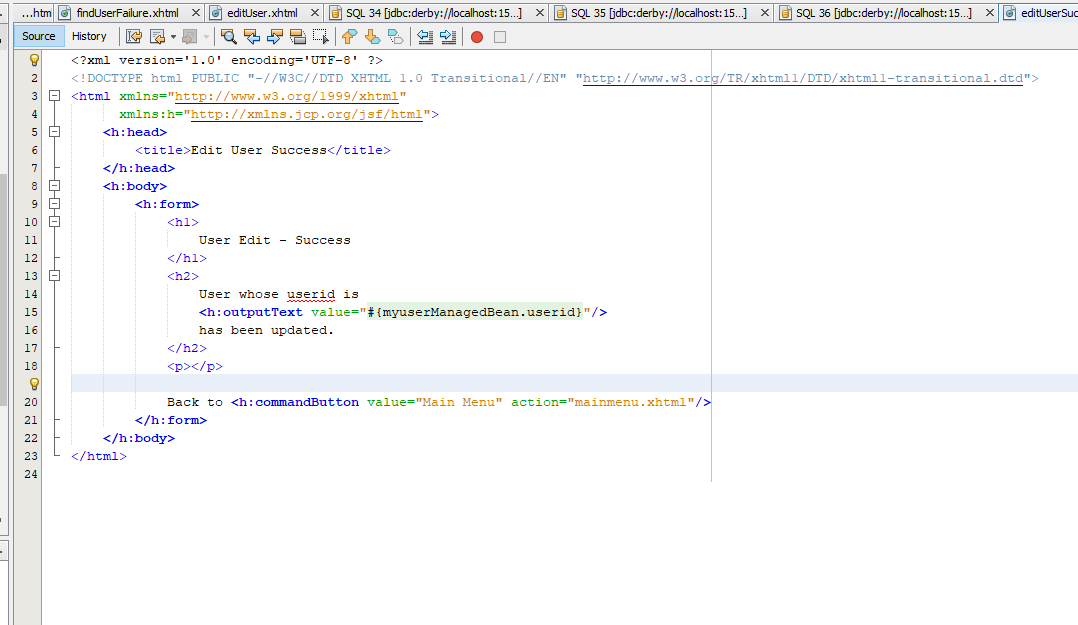 ...htm findUserFailure.xhtml editUser.xhtml SQL 34 [jdbc:derby://localhost:15...] SQL 35 [jdbc:derby://localhost:15...] SQL 36 [jdbc:derby://localhost:15...] editUserSuc
Source History
<?xml version='1.0' encoding='UTF-8' ?>
2 <!DOCTYPE html PUBLIC "-//W3C//DTD XHTML 1.0 Transitional//EN" "http://www.w3.org/TR/xhtml1/DTD/xhtml1-transitional.dtd">
3 <html xmlns="http://www.w3.org/1999/xhtml"
4 xmlns:h="http://xmlns.jcp.org/jsf/html">
5 <h:head>
6 <title>Edit User Success</title>
7 </h:head>
8 <h:body>
9 <h:form>
10 <h1>
11 User Edit - Success
12 </h1>
13 <h2>
14 User whose userid is
15 <h:outputText value="#{myuserManagedBean.userid}"/>
16 has been updated.
17 </h2>
18 <p></p>
20 Back to <h:commandButton value="Main Menu" action="mainmenu.xhtml"/>
21 </h:form>
22 </h:body>
23 </html>
24